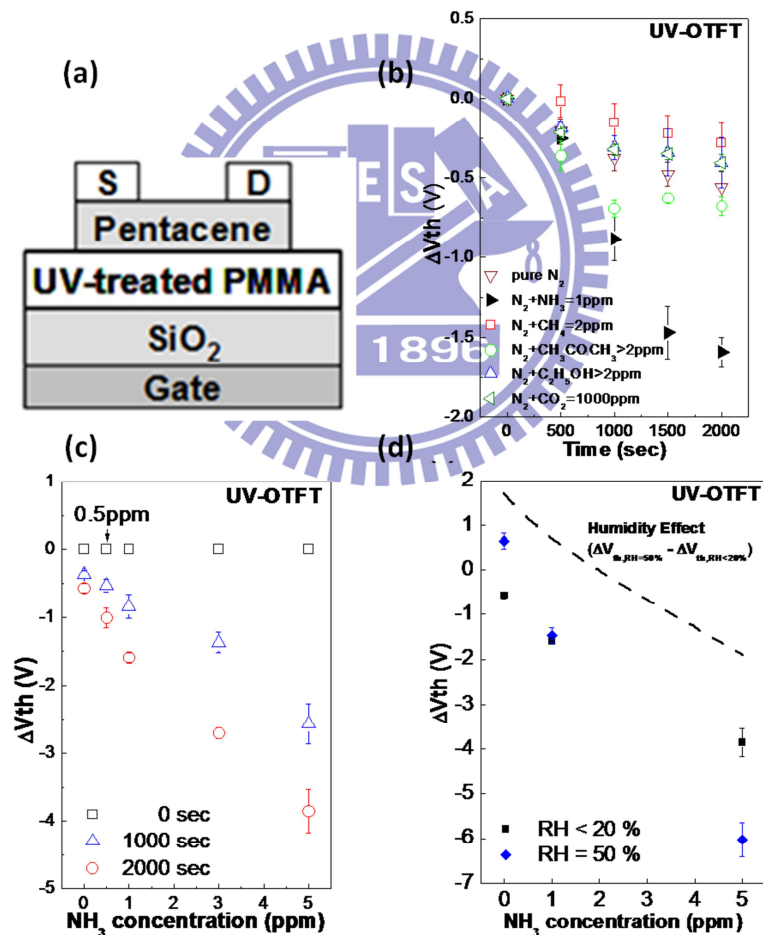 (a)
S
D
Pentacene
UV-treated PMMA
SiO₂
Gate
E S A
1896
(b)
UV-OTFT
0.5
0.0
-0.5
-1.0
-1.5
-2.0
ΔVth (V)
pure N₂
N₂+NH₃=1ppm
N₂+CH₄=2ppm
N₂+CH₃COCH₃>2ppm
N₂+C₂H₅OH>2ppm
N₂+CO₂=1000ppm
0 500 1000 1500 2000
Time (sec)
(c)
UV-OTFT
0.5ppm
1
0
-1
-2
-3
-4
-5
ΔVth (V)
0 sec
1000 sec
2000 sec
0 1 2 3 4 5
NH₃ concentration (ppm)
(d)
UV-OTFT
Humidity Effect
(ΔV_th,RH=50% - ΔV_th,RH<20%)
2
1
0
-1
-2
-3
-4
-5
-6
-7
ΔVth (V)
RH < 20 %
RH = 50 %
0 1 2 3 4 5
NH₃ concentration (ppm)